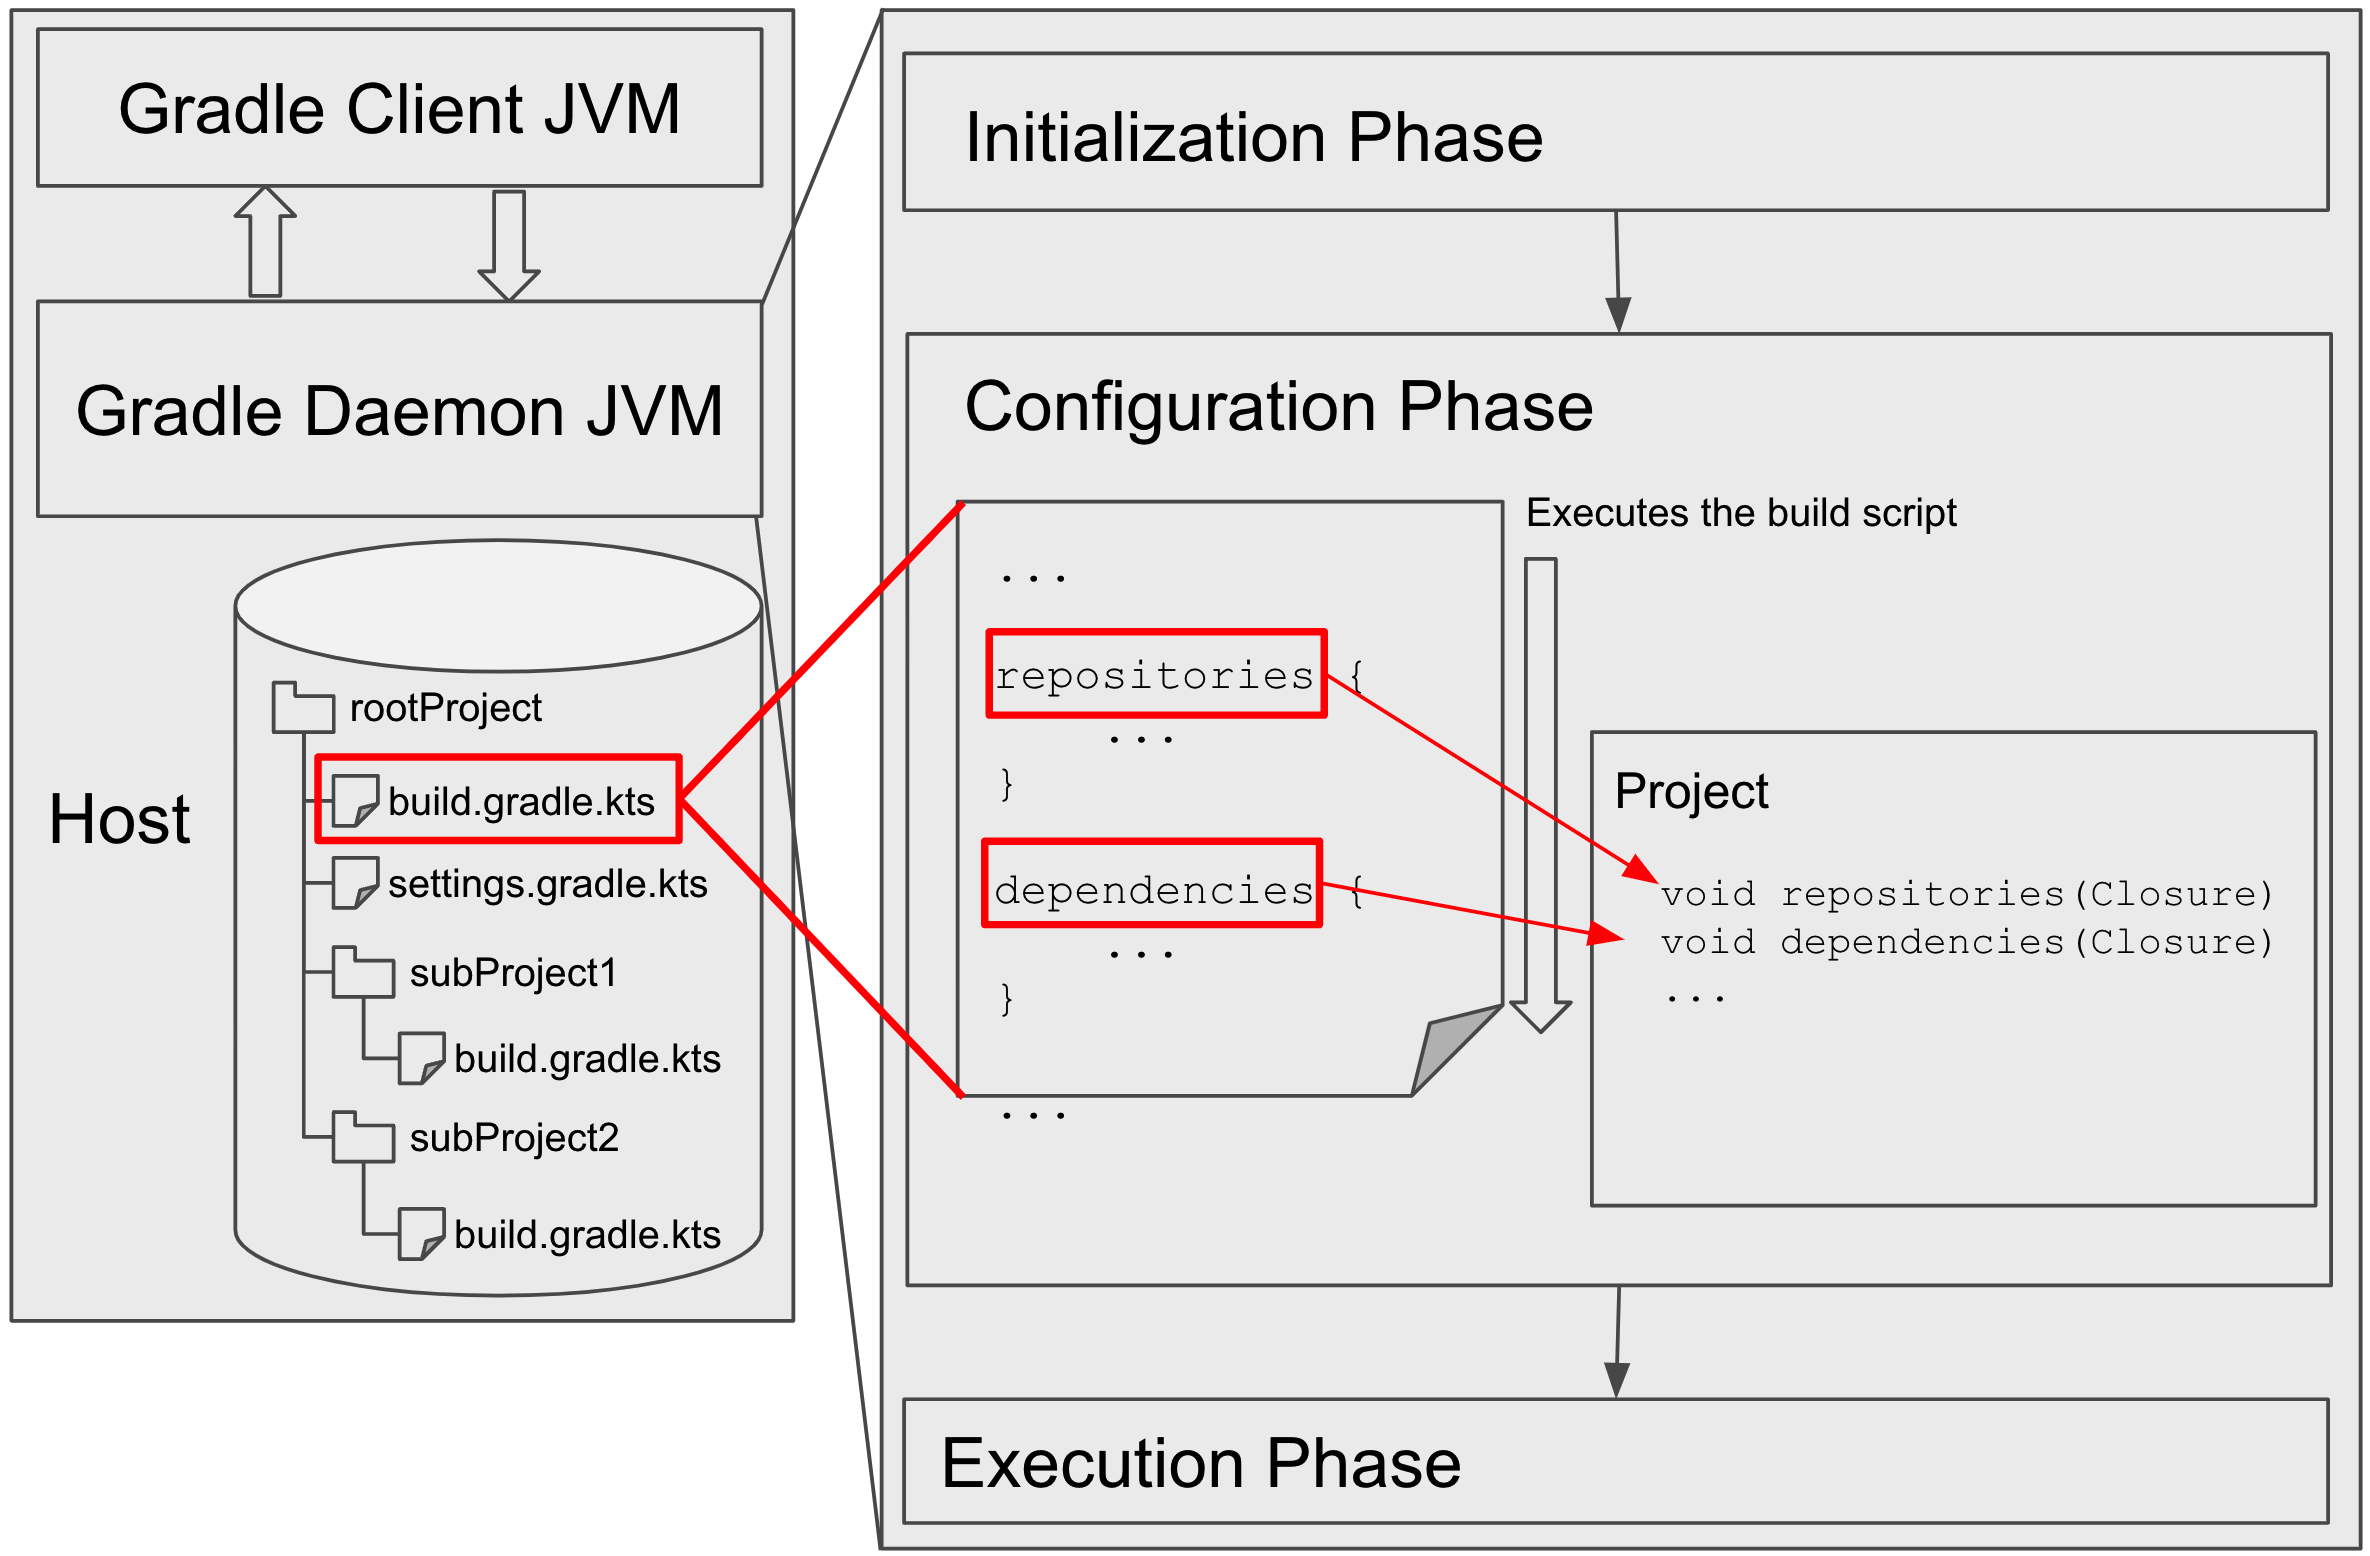 Gradle Client JVM
Gradle Daemon JVM
Host
rootProject
build.gradle.kts
settings.gradle.kts
subProject1
build.gradle.kts
subProject2
build.gradle.kts
Initialization Phase
Configuration Phase
Executes the build script
...
repositories {
...
}
dependencies {
...
}
...
Project
void repositories(Closure)
void dependencies(Closure)
...
Execution Phase